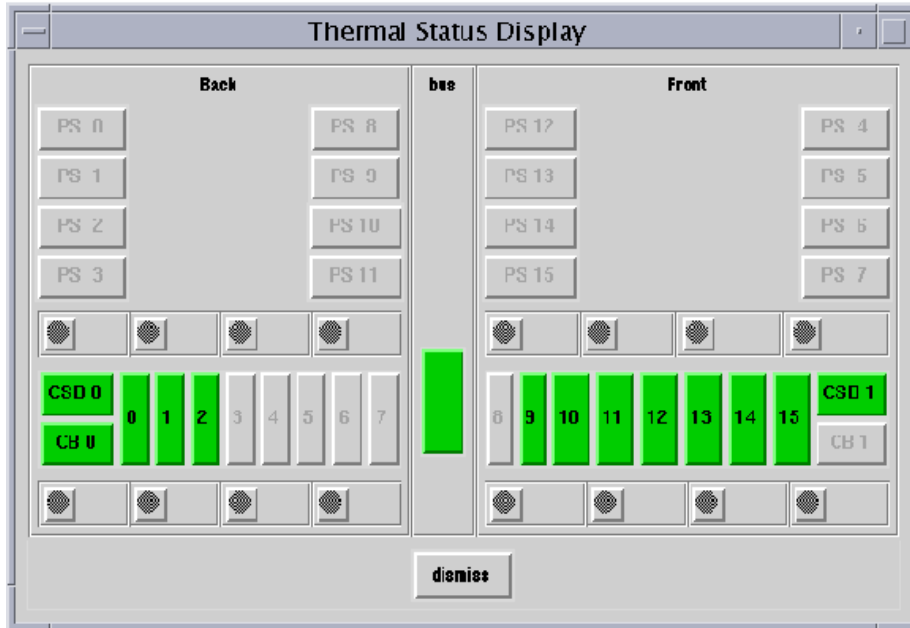 Thermal Status Display
Back bus Front
PS 0 PS 8 PS 12 PS 4
PS 1 PS 9 PS 13 PS 5
PS 2 PS 10 PS 14 PS 6
PS 3 PS 11 PS 15 PS 7
CSD 0 CSD 1
0 1 2 3 4 5 6 7 8 9 10 11 12 13 14 15
CB 0 CB 1
dismiss